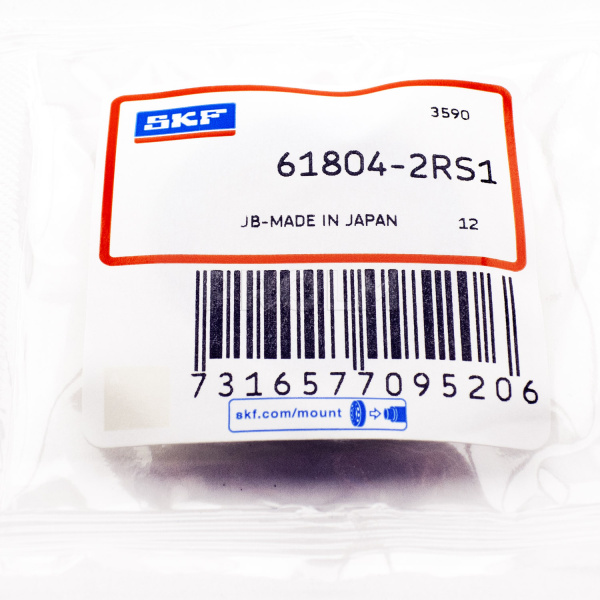 SKF
3590
61804-2RS1
JB-MADE IN JAPAN 12
7316577095206
skf.com/mount